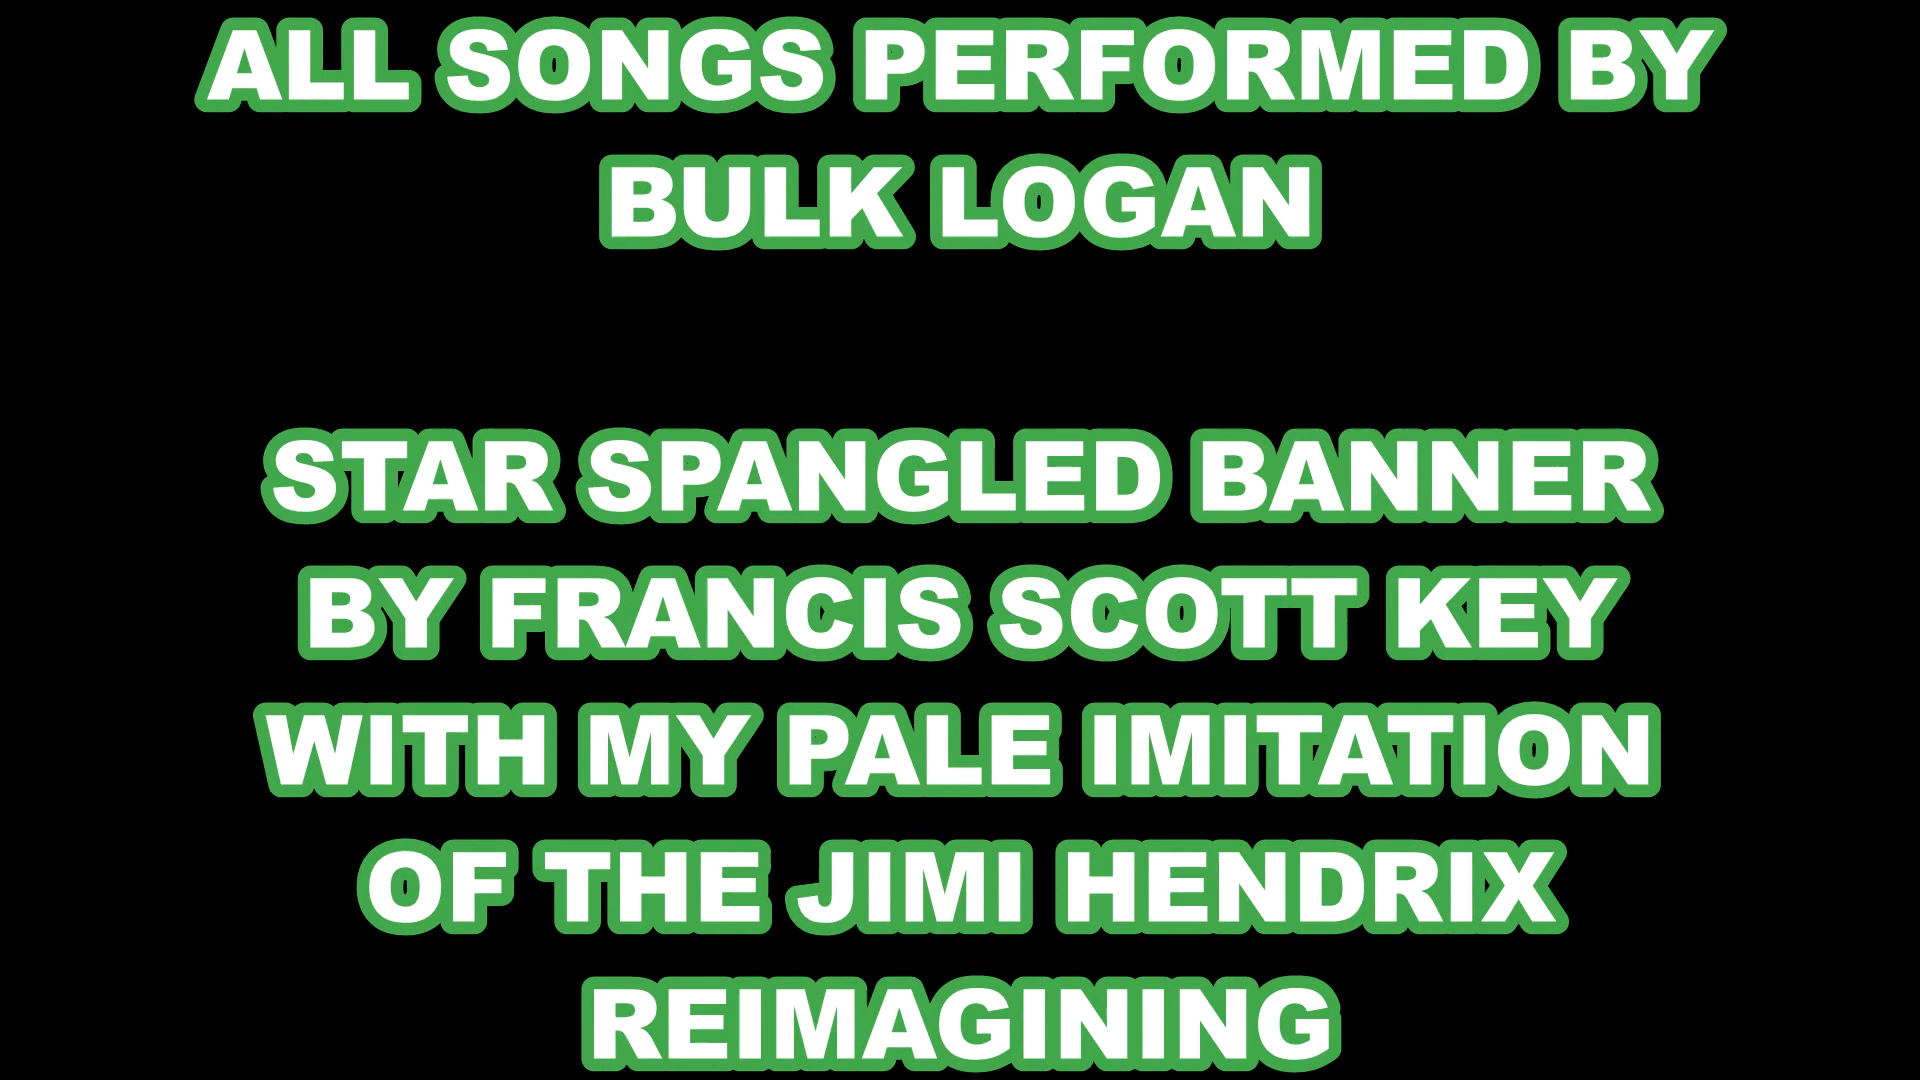 ALL SONGS PERFORMED BY
BULK LOGAN
STAR SPANGLED BANNER
BY FRANCIS SCOTT KEY
WITH MY PALE IMITATION
OF THE JIMI HENDRIX
REIMAGINING